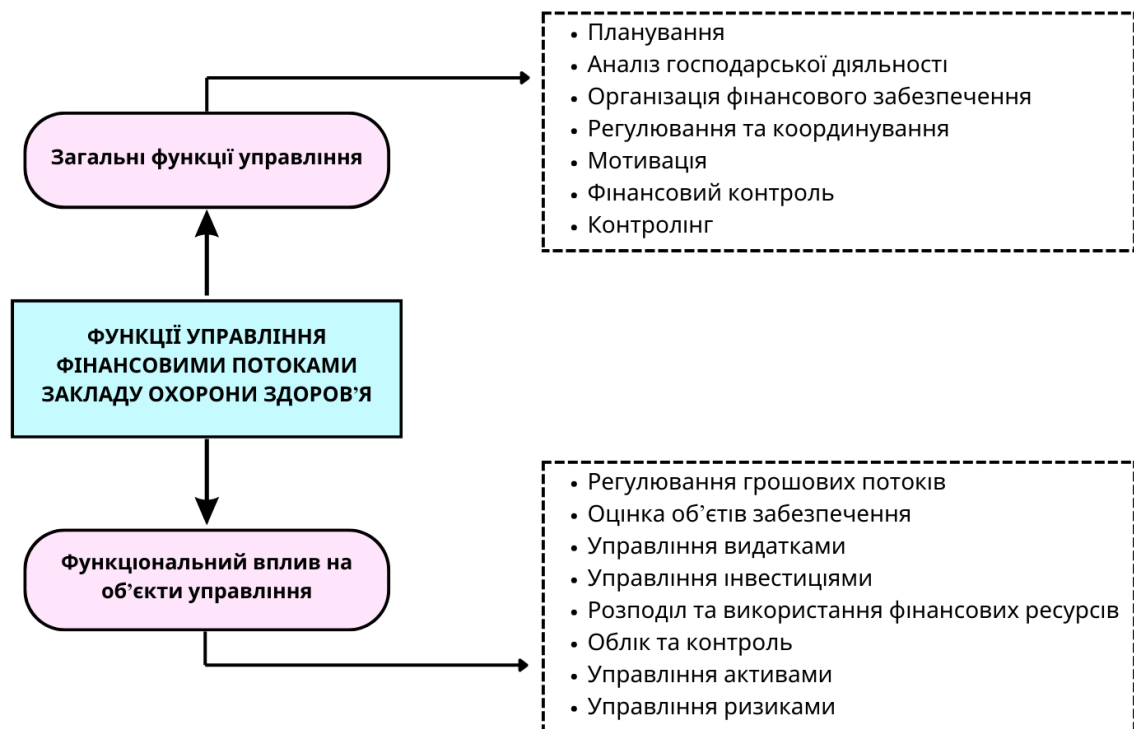 Планування
Аналіз господарської діяльності
Організація фінансового забезпечення
Регулювання та координування
Мотивація
Фінансовий контроль
Контролінг
Загальні функції управління
ФУНКЦІЇ УПРАВЛІННЯ
ФІНАНСОВИМИ ПОТОКАМИ
ЗАКЛАДУ ОХОРОНИ ЗДОРОВ’Я
Функціональний вплив на
об’єкти управління
Регулювання грошових потоків
Оцінка об’єтів забезпечення
Управління видатками
Управління інвестиціями
Розподіл та використання фінансових ресурсів
Облік та контроль
Управління активами
Управління ризиками